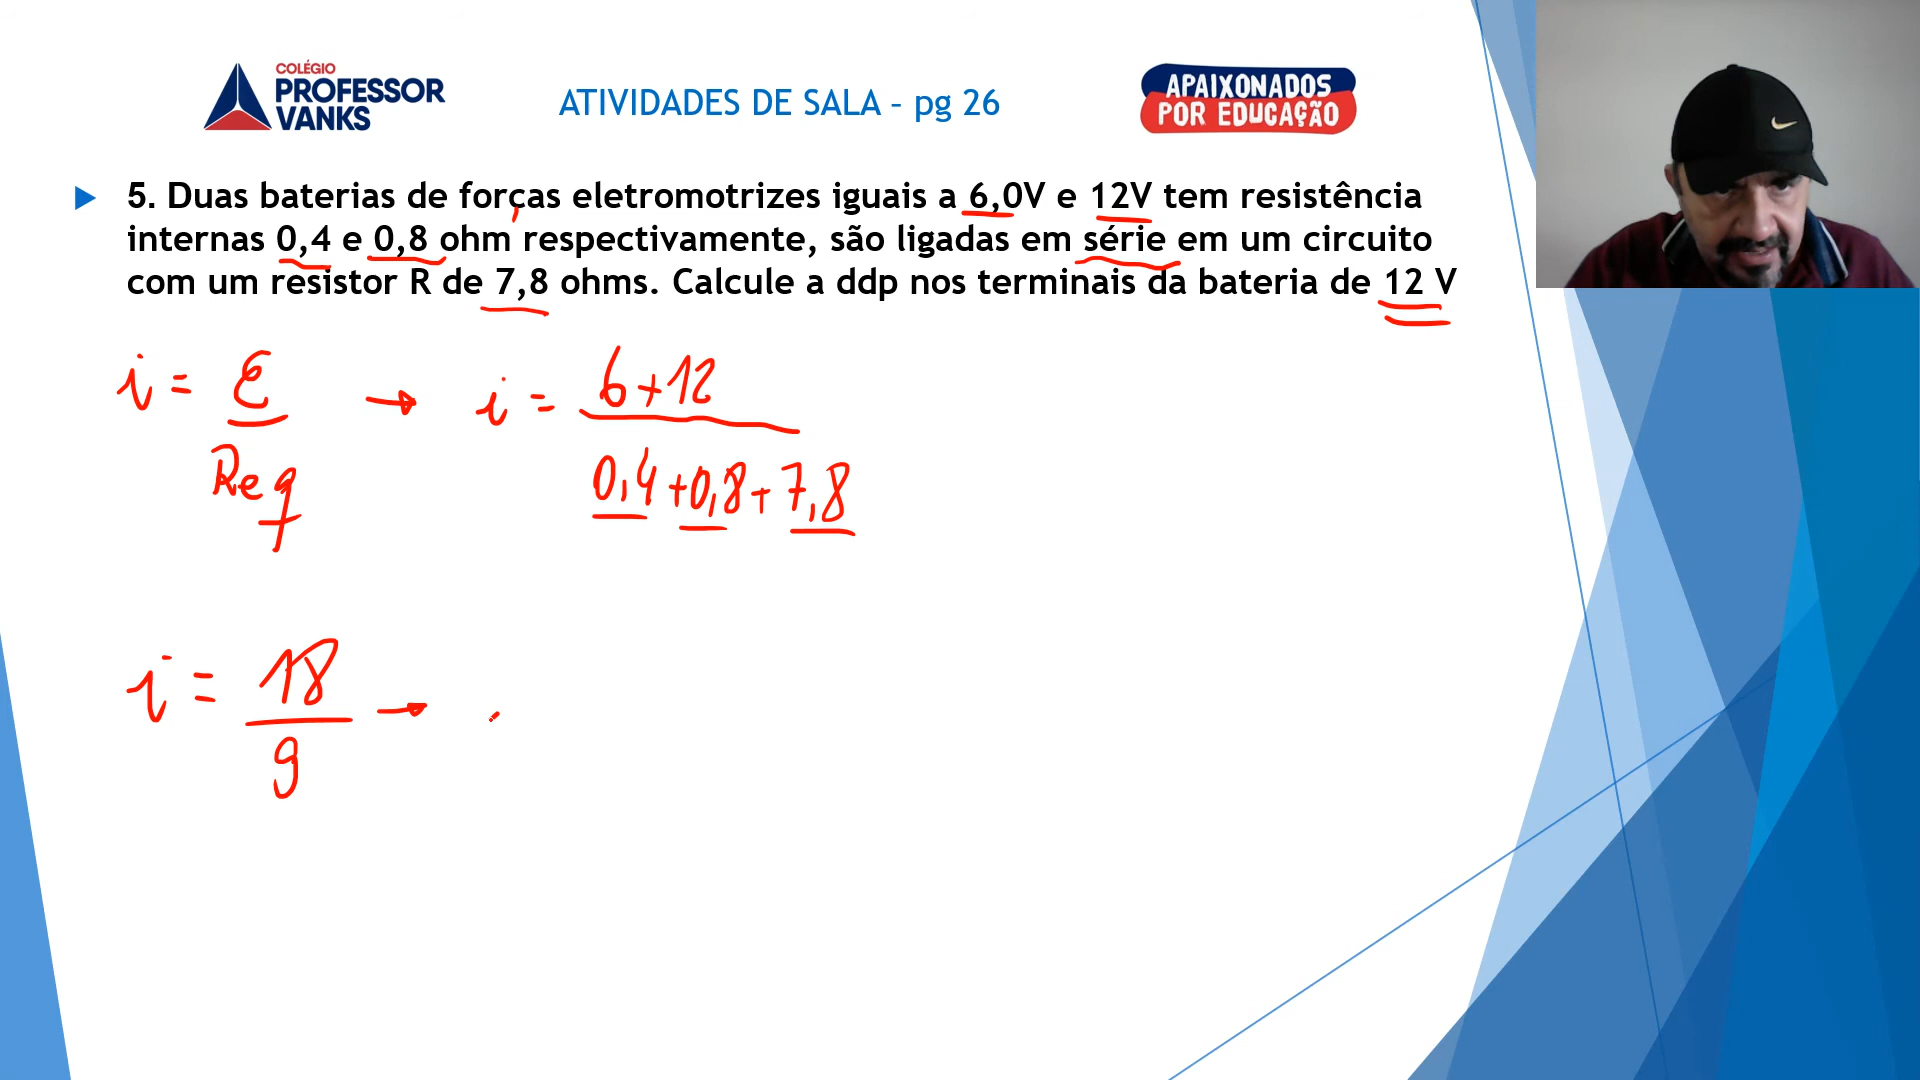 COLÉGIO
PROFESSOR
VANKS
ATIVIDADES DE SALA – pg 26
APAIXONADOS
POR EDUCAÇÃO
5. Duas baterias de forças eletromotrizes iguais a 6,0V e 12V tem resistência
internas 0,4 e 0,8 ohm respectivamente, são ligadas em série em um circuito
com um resistor R de 7,8 ohms. Calcule a ddp nos terminais da bateria de 12 V
i = ε → i = 6+12
Req 0,4+0,8+7,8
i = 18 →
9